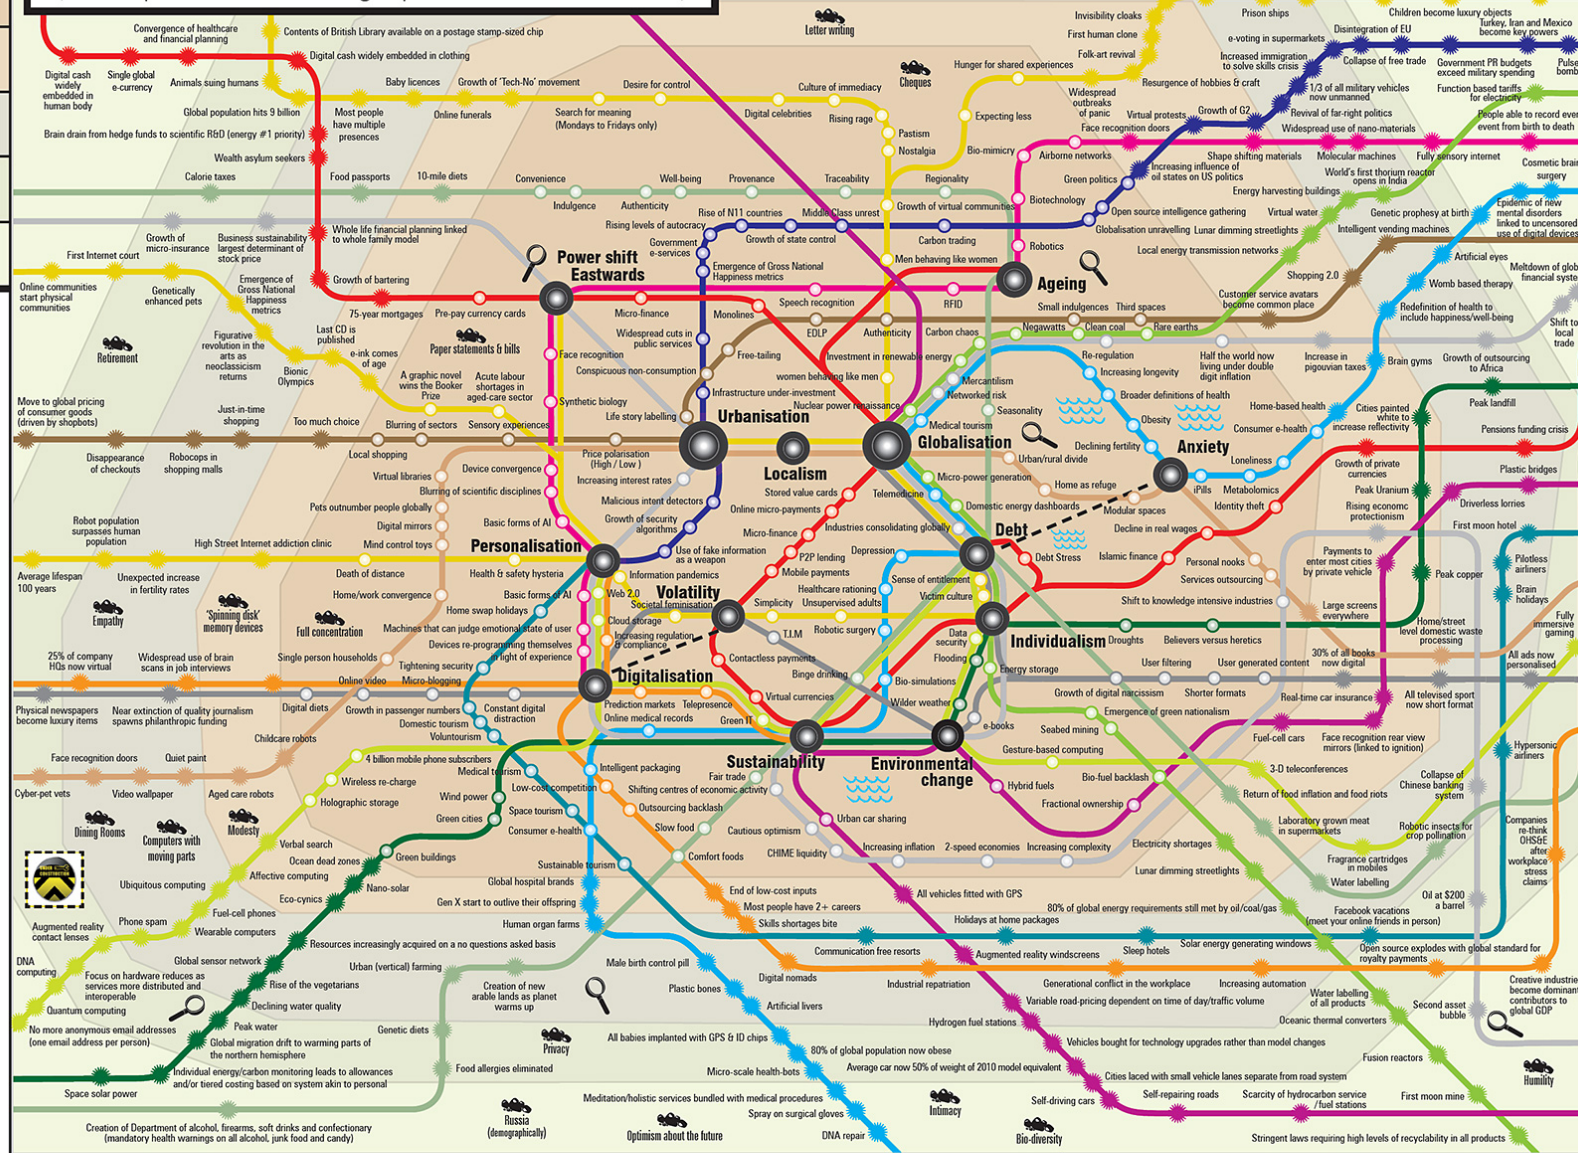 Letter writing
Convergence of healthcare
and financial planning
Contents of British Library available on a postage stamp-sized chip
Digital cash widely embedded in clothing
Digital cash
widely
embedded in
human body
Single global
e-currency
Animals suing humans
Baby licences
Growth of 'Tech-No' movement
Desire for control
Culture of immediacy
Cheques
Hunger for shared experiences
Invisibility cloaks
First human clone
Folk-art revival
Prison ships
Children become luxury objects
e-voting in supermarkets
Disintegration of EU
Turkey, Iran and Mexico
become key powers
Increased immigration
to solve skills crisis
Collapse of free trade
Government PR budgets
exceed military spending
Resurgence of hobbies & craft
1/3 of all military vehicles
now unmanned
Function based tariffs
for electricity
Global population hits 9 billion
Most people
have multiple
presences
Online funerals
Search for meaning
(Mondays to Fridays only)
Digital celebrities
Rising rage
Pastism
Nostalgia
Expecting less
Widespread
outbreaks
of panic
Virtual protests
Growth of G2
Revival of far-right politics
Face recognition doors
Widespread use of nano-materials
Brain drain from hedge funds to scientific R&D (energy #1 priority)
Wealth asylum seekers
Bio-mimicry
Airborne networks
Shape shifting materials
Molecular machines
Fully sensory internet
Cosmetic brain
surgery
Calorie taxes
Food passports
10-mile diets
Convenience
Indulgence
Well-being
Authenticity
Provenance
Traceability
Regionality
Green politics
Increasing influence of
oil states on US politics
World's first thorium reactor
opens in India
Energy harvesting buildings
Biotechnology
Growth of virtual communities
Rise of N11 countries
Middle Class unrest
Rising levels of autocracy
Growth of state control
Carbon trading
Open source intelligence gathering
Globalisation unravelling
Lunar dimming streetlights
Virtual water
Genetic prophesy at birth
Intelligent vending machines
Epidemic of new
mental disorders
linked to uncensored
use of digital devices
Growth of
micro-insurance
Business sustainability
largest determinant of
stock price
Whole life financial planning linked
to whole family model
Government
e-services
Robotics
Local energy transmission networks
Artificial eyes
First Internet court
Online communities
start physical
communities
Genetically
enhanced pets
Emergence of
Gross National
Happiness
metrics
Growth of bartering
75-year mortgages
Pre-pay currency cards
Power shift
Eastwards
Emergence of Gross National
Happiness metrics
Men behaving like women
Ageing
Speech recognition
RFID
Micro-finance
Monolines
Shopping 2.0
Womb based therapy
Customer service avatars
become common place
Small indulgences
Third spaces
Redefinition of health to
include happiness/well-being
Retirement
Figurative
revolution in the
arts as
neoclassicism
returns
Last CD is
published
e-ink comes
of age
Bionic
Olympics
Paper statements & bills
Widespread cuts in
public services
EDLP
Authenticity
Carbon chaos
Negawatts
Clean coal
Rare earths
Face recognition
Free-tailing
Conspicuous non-consumption
Investment in renewable energy
women behaving like men
Re-regulation
Increasing longevity
Half the world now
living under double
digit inflation
Increase in
pigouvian taxes
Brain gyms
Growth of outsourcing
to Africa
Peak landfill
A graphic novel
wins the Booker
Prize
Acute labour
shortages in
aged-care sector
Synthetic biology
Infrastructure under-investment
Mercantilism
Networked risk
Broader definitions of health
Move to global pricing
of consumer goods
(driven by shopbots)
Just-in-time
shopping
Too much choice
Blurring of sectors
Sensory experiences
Life story labelling
Urbanisation
Nuclear power renaissance
Seasonality
Medical tourism
Obesity
Home-based health
Cities painted
white to
increase reflectivity
Pensions funding crisis
Disappearance
of checkouts
Robocops in
shopping malls
Local shopping
Price polarisation
(High / Low )
Localism
Globalisation
Urban/rural divide
Declining fertility
Anxiety
Consumer e-health
Loneliness
Growth of private
currencies
Plastic bridges
Virtual libraries
Device convergence
Blurring of scientific disciplines
Increasing interest rates
Malicious intent detectors
Stored value cards
Online micro-payments
Telemedicine
Micro-power generation
Home as refuge
Modular spaces
iPills
Metabolomics
Identity theft
Peak Uranium
Rising economic
protectionism
Driverless lorries
Robot population
surpasses human
population
High Street Internet addiction clinic
Pets outnumber people globally
Digital mirrors
Mind control toys
Basic forms of AI
Growth of security
algorithms
Micro-finance
Industries consolidating globally
Domestic energy dashboards
Debt
Decline in real wages
First moon hotel
Personalisation
Use of fake information
as a weapon
P2P lending
Depression
Debt Stress
Islamic finance
Personal nooks
Services outsourcing
Payments to
enter most cities
by private vehicle
Pilotless
airliners
Average lifespan
100 years
Unexpected increase
in fertility rates
Death of distance
Health & safety hysteria
Information pandemics
Mobile payments
Sense of entitlement
Peak copper
Brain
holidays
Empathy
'Spinning disk'
memory devices
Full concentration
Home/work convergence
Basic forms of AI
Web 2.0
Volatility
Healthcare rationing
Victim culture
Shift to knowledge intensive industries
Home swap holidays
Societal feminisation
Simplicity
Unsupervised adults
Cloud storage
Large screens
everywhere
Home/street
level domestic waste
processing
Fully
immersive
gaming
Machines that can judge emotional state of user
Devices re-programming themselves
in light of experience
Increasing regulation
& compliance
T.I.M
Robotic surgery
Data
security
Individualism
Droughts
Believers versus heretics
25% of company
HQs now virtual
Widespread use of brain
scans in job interviews
Single person households
Tightening security
Contactless payments
Flooding
Energy storage
User filtering
User generated content
30% of all books
now digital
All ads now
personalised
Online video
Micro-blogging
Digitalisation
Binge drinking
Bio-simulations
Growth of digital narcissism
Shorter formats
Real-time car insurance
All televised sport
now short format
Physical newspapers
become luxury items
Near extinction of quality journalism
spawns philanthropic funding
Digital diets
Growth in passenger numbers
Constant digital
distraction
Prediction markets
Telepresence
Virtual currencies
Wilder weather
Domestic tourism
Voluntourism
Online medical records
Green IT
e-books
Emergence of green nationalism
Seabed mining
Fuel-cell cars
Face recognition rear view
mirrors (linked to ignition)
Hypersonic
airliners
Face recognition doors
Quiet paint
Childcare robots
4 billion mobile phone subscribers
Medical tourism
Intelligent packaging
Sustainability
Environmental
change
Gesture-based computing
Bio-fuel backlash
3-D teleconferences
Cyber-pet vets
Video wallpaper
Aged care robots
Wireless re-charge
Holographic storage
Wind power
Low-cost competition
Fair trade
Shifting centres of economic activity
Hybrid fuels
Fractional ownership
Return of food inflation and food riots
Collapse of
Chinese banking
system
Dining Rooms
Computers with
moving parts
Modesty
Green cities
Space tourism
Consumer e-health
Outsourcing backlash
Slow food
Cautious optimism
Urban car sharing
Laboratory grown meat
in supermarkets
Robotic insects for
crop pollination
Companies
re-think
OHS&E
after
workplace
stress
claims
Verbal search
Ocean dead zones
Green buildings
Sustainable tourism
Comfort foods
CHIME liquidity
Increasing inflation
2-speed economies
Increasing complexity
Electricity shortages
Fragrance cartridges
in mobiles
Lunar dimming streetlights
Water labelling
Ubiquitous computing
Affective computing
Nano-solar
Eco-cynics
Global hospital brands
Gen X start to outlive their offspring
End of low-cost inputs
Most people have 2+ careers
All vehicles fitted with GPS
Oil at $200
a barrel
Augmented reality
contact lenses
Phone spam
Fuel-cell phones
Wearable computers
Human organ farms
Skills shortages bite
Holidays at home packages
80% of global energy requirements still met by oil/coal/gas
Facebook vacations
(meet your online friends in person)
DNA
computing
Resources increasingly acquired on a no questions asked basis
Communication free resorts
Augmented reality windscreens
Sleep hotels
Solar energy generating windows
Open source explodes with global standard for
royalty payments
Focus on hardware reduces as
services more distributed and
interoperable
Global sensor network
Urban (vertical) farming
Male birth control pill
Digital nomads
Industrial repatriation
Generational conflict in the workplace
Increasing automation
Creative industries
become dominant
contributors to
global GDP
Quantum computing
Rise of the vegetarians
Declining water quality
Creation of new
arable lands as planet
warms up
Plastic bones
Artificial livers
Variable road-pricing dependent on time of day/traffic volume
Water labelling
of all products
Second asset
bubble
No more anonymous email addresses
(one email address per person)
Peak water
Global migration drift to warming parts of
the northern hemisphere
Genetic diets
Privacy
All babies implanted with GPS & ID chips
Hydrogen fuel stations
Oceanic thermal converters
Vehicles bought for technology upgrades rather than model changes
80% of global population now obese
Fusion reactors
Space solar power
Individual energy/carbon monitoring leads to allowances
and/or tiered costing based on system akin to personal
Food allergies eliminated
Micro-scale health-bots
Average car now 50% of weight of 2010 model equivalent
Cities laced with small vehicle lanes separate from road system
Humility
Russia
(demographically)
Meditation/holistic services bundled with medical procedures
Intimacy
Self-driving cars
Self-repairing roads
Scarcity of hydrocarbon service
/fuel stations
First moon mine
Creation of Department of alcohol, firearms, soft drinks and confectionary
(mandatory health warnings on all alcohol, junk food and candy)
Optimism about the future
Spray on surgical gloves
DNA repair
Bio-diversity
Stringent laws requiring high levels of recyclability in all products